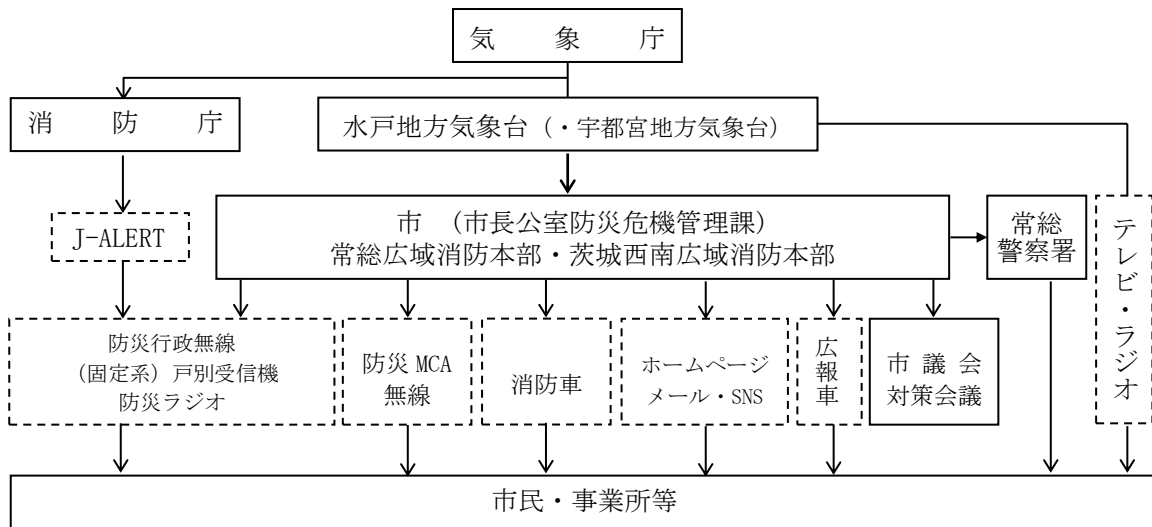 気象庁
消防庁
水戸地方気象台（・宇都宮地方気象台）
J-ALERT
市 （市長公室防災危機管理課）
常総広域消防本部・茨城西南広域消防本部
常総
警察署
テレビ・ラジオ
防災行政無線
（固定系）戸別受信機
防災ラジオ
防災 MCA
無線
消防車
ホームページ
メール・SNS
広報車
市議会
対策会議
市民・事業所等